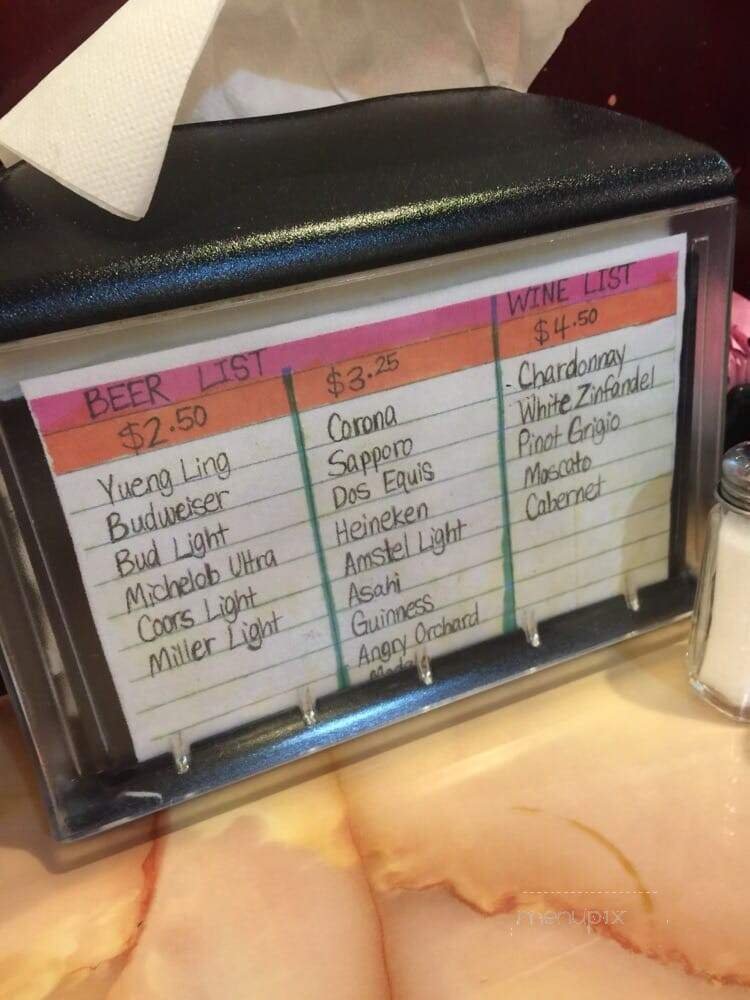 BEER LIST
$2.50
Yueng Ling
Budweiser
Bud Light
Michelob Ultra
Coors Light
Miller Light
$3.25
Corona
Sapporo
Dos Equis
Heineken
Amstel Light
Asahi
Guinness
Angry Orchard
WINE LIST
$4.50
Chardonnay
White Zinfandel
Pinot Grigio
Moscato
Cabernet
menupix